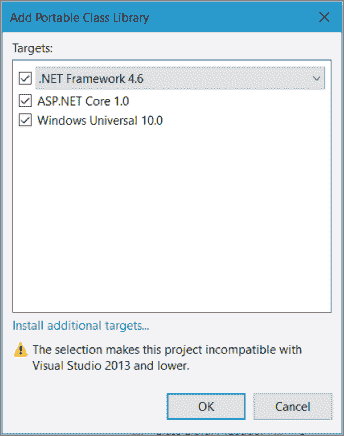 Add Portable Class Library
Targets:
.NET Framework 4.6
ASP.NET Core 1.0
Windows Universal 10.0
Install additional targets...
The selection makes this project incompatible with
Visual Studio 2013 and lower.
OK
Cancel